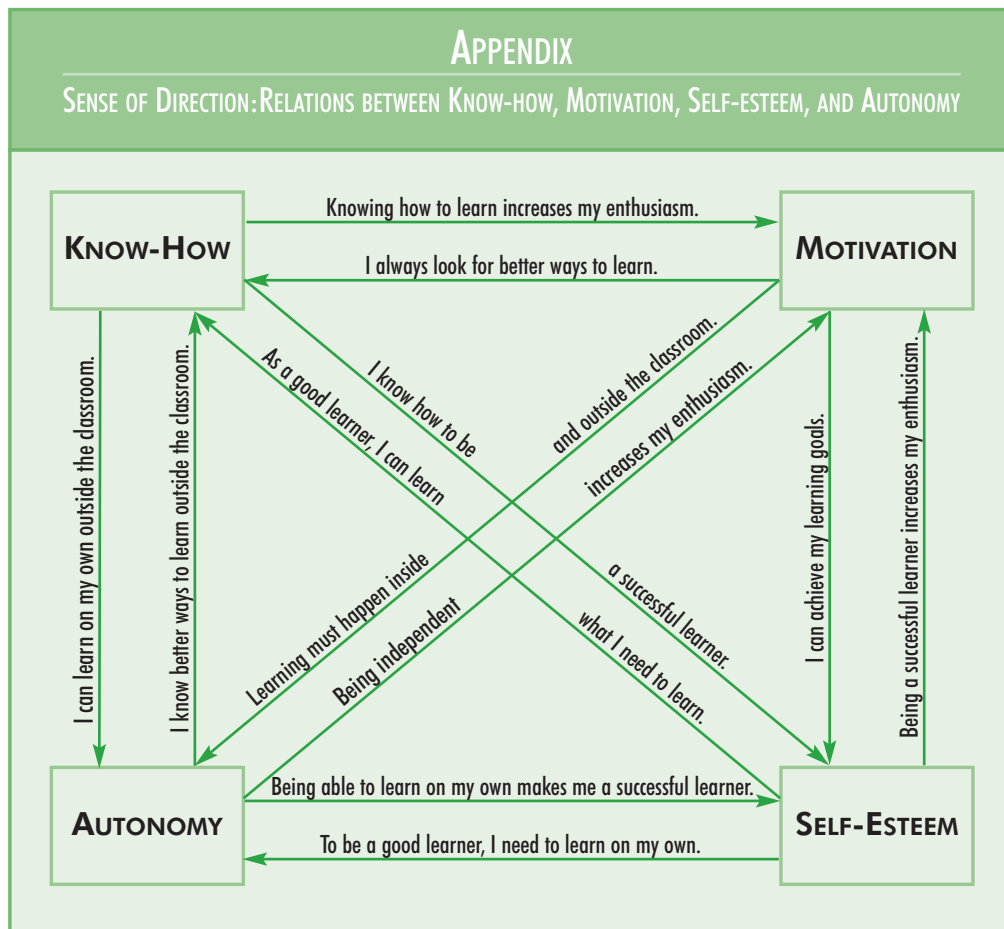 APPENDIX
SENSE OF DIRECTION: RELATIONS BETWEEN KNOW-HOW, MOTIVATION, SELF-ESTEEM, AND AUTONOMY
KNOW-HOW
Knowing how to learn increases my enthusiasm.
I always look for better ways to learn.
MOTIVATION
I can learn on my own outside the classroom.
I know better ways to learn outside the classroom.
As a good learner, I can learn
what I need to learn.
I know how to be
a successful learner.
Learning must happen inside
and outside the classroom.
Being independent
increases my enthusiasm.
I can achieve my learning goals.
Being a successful learner increases my enthusiasm.
AUTONOMY
Being able to learn on my own makes me a successful learner.
To be a good learner, I need to learn on my own.
SELF-ESTEEM